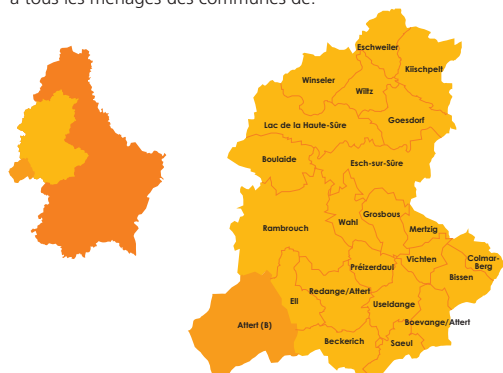 à tous les ménages des communes de:
Eschweiler
Kiischpelt
Winseler
Wiltz
Goesdorf
Lac de la Haute-Sûre
Boulaide
Esch-sur-Sûre
Grosbous
Wahl
Rambrouch
Mertzig
Colmar-
Berg
Vichten
Préizerdaul
Bissen
Redange/Attert
Ell
Useldange
Boevange/Attert
Attert (B)
Beckerich
Saeul